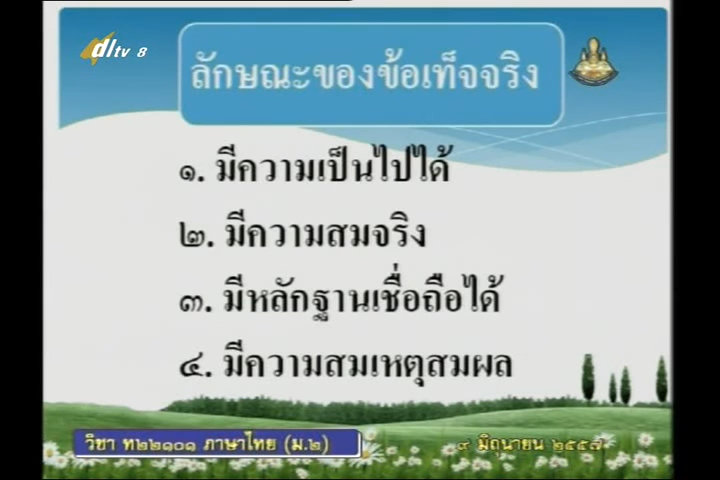 dltv 8
ลักษณะของข้อเท็จจริง
๑. มีความเป็นไปได้
๒. มีความสมจริง
๓. มีหลักฐานเชื่อถือได้
๔. มีความสมเหตุสมผล
วิชา ท๒๒๑๐๑ ภาษาไทย (ม.๒)
๙ มิถุนายน ๒๕๕๗